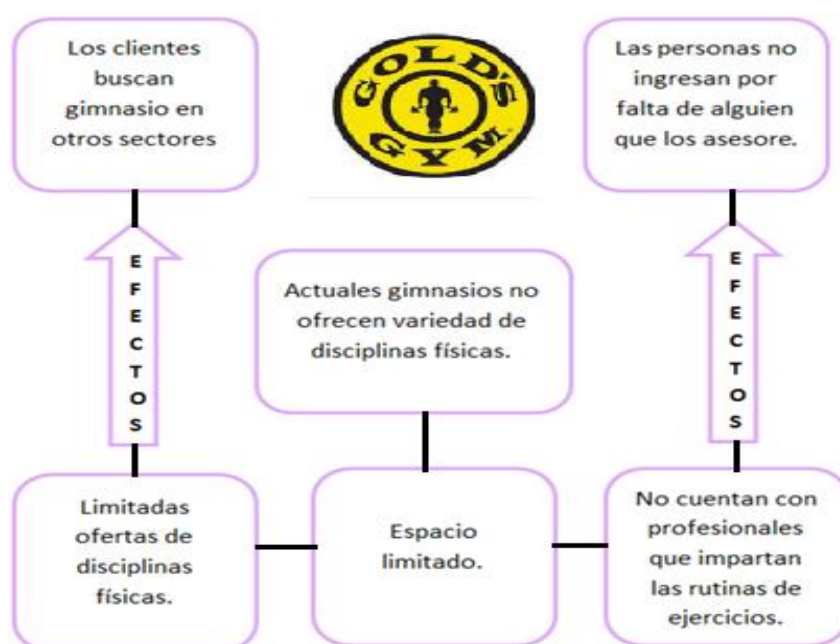 Los clientes
buscan
gimnasio en
otros sectores
GOLD'S
GYM
Las personas no
ingresan por
falta de alguien
que los asesore.
EFECTOS
Actuales gimnasios no
ofrecen variedad de
disciplinas físicas.
EFECTOS
Limitadas
ofertas de
disciplinas
físicas.
Espacio
limitado.
No cuentan con
profesionales
que impartan
las rutinas de
ejercicios.